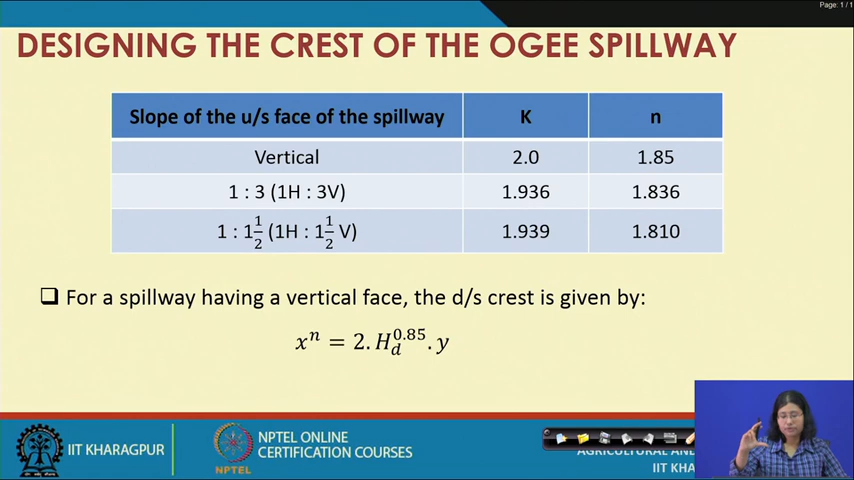 Page: 1 / 1
DESIGNING THE CREST OF THE OGEE SPILLWAY
Slope of the u/s face of the spillway K n
Vertical 2.0 1.85
1 : 3 (1H : 3V) 1.936 1.836
1 : 1½ (1H : 1½ V) 1.939 1.810
For a spillway having a vertical face, the d/s crest is given by:
xⁿ = 2. H_d^0.85 . y
IIT KHARAGPUR
NPTEL
NPTEL ONLINE
CERTIFICATION COURSES
AGRICULTURAL AND
IIT KHA